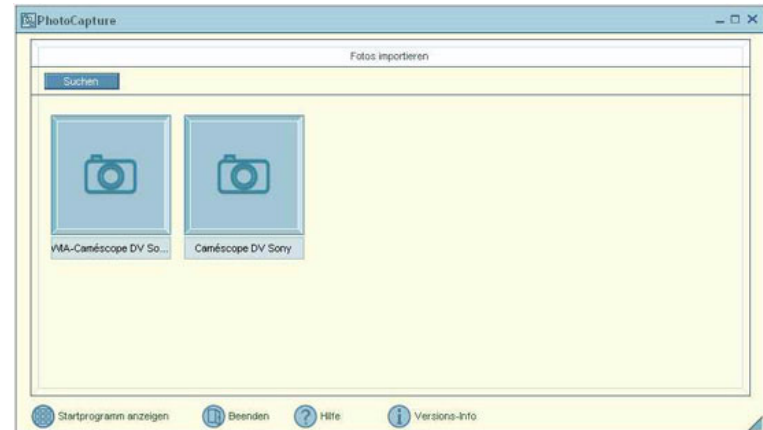 PhotoCapture
Fotos importieren
Suchen
WIA-Caméscope DV So...
Caméscope DV Sony
Startprogramm anzeigen
Beenden
Hilfe
Versions-Info